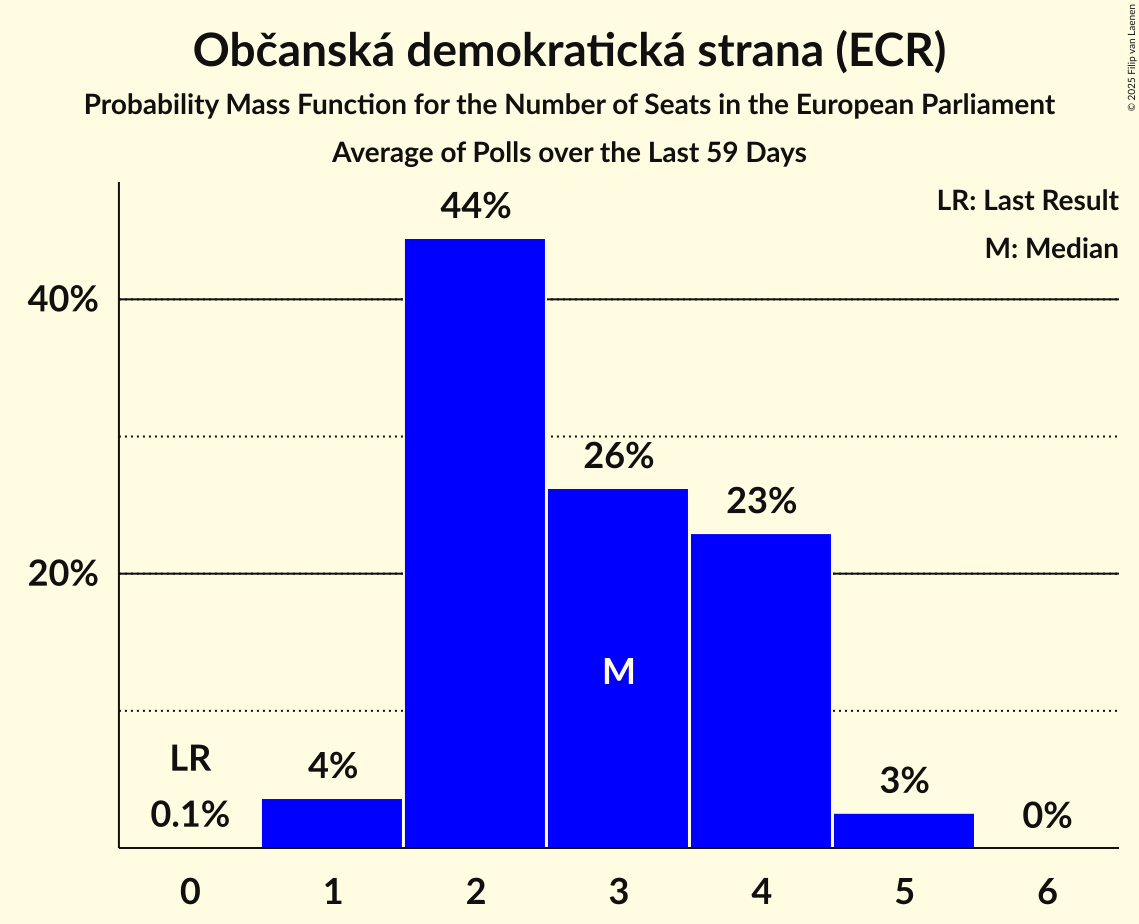 Občanská demokratická strana (ECR)
Probability Mass Function for the Number of Seats in the European Parliament
Average of Polls over the Last 59 Days
© 2025 Filip van Laenen
LR: Last Result
M: Median
44%
40%
26%
23%
20%
M
LR
4%
3%
0.1%
0%
0 1 2 3 4 5 6